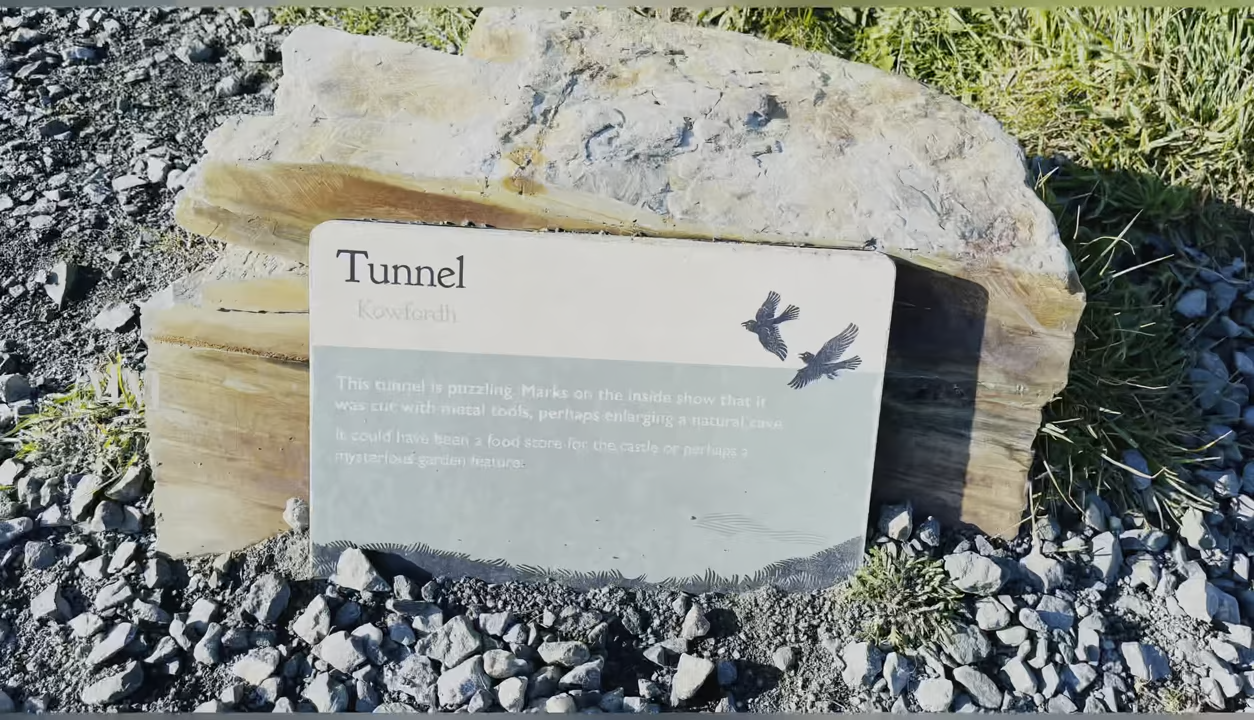 Tunnel
Kowfordh
This tunnel is puzzling. Marks on the inside show that it
was cut with metal tools, perhaps enlarging a natural cave.
It could have been a food store for the castle or perhaps a
mysterious garden feature.